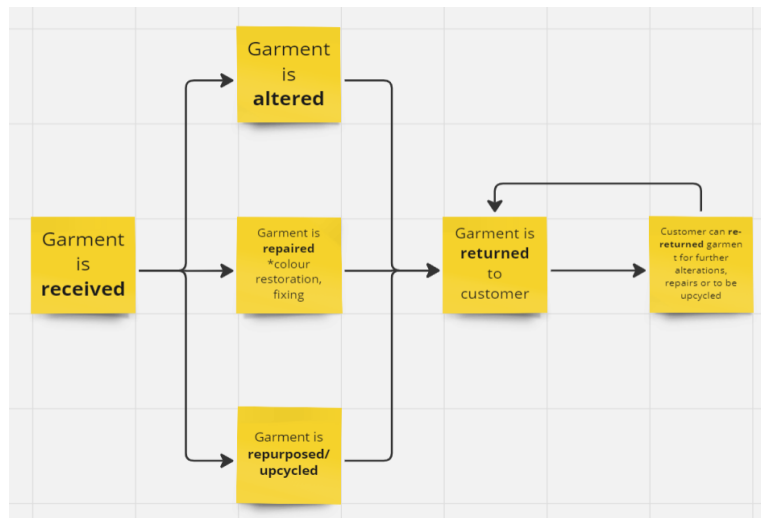 Garment
is
altered
Garment
is
received
Garment is
repaired
*colour
restoration,
fixing
Garment is
returned
to
customer
Customer can re-
returned garmen
t for further
alterations,
repairs or to be
upcycled
Garment is
repurposed/
upcycled